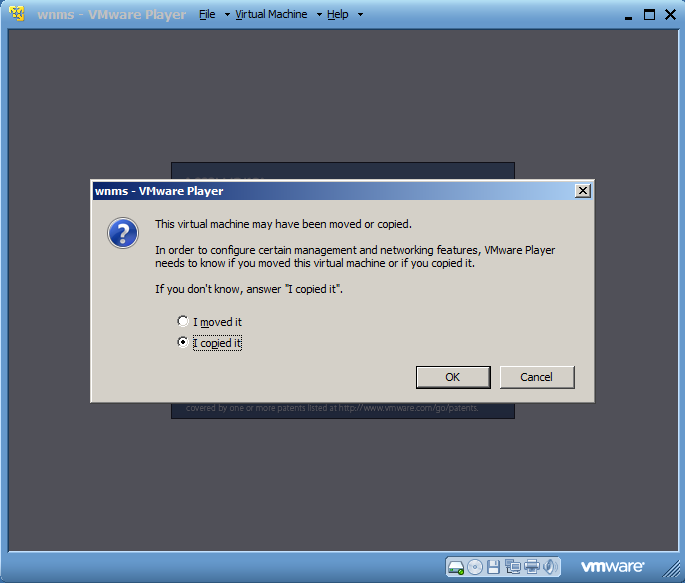 wnms - VMware Player File Virtual Machine Help
wnms - VMware Player
This virtual machine may have been moved or copied.
In order to configure certain management and networking features, VMware Player
needs to know if you moved this virtual machine or if you copied it.
If you don't know, answer "I copied it".
I moved it
I copied it
OK Cancel
covered by one or more patents listed at http://www.vmware.com/go/patents.
vmware